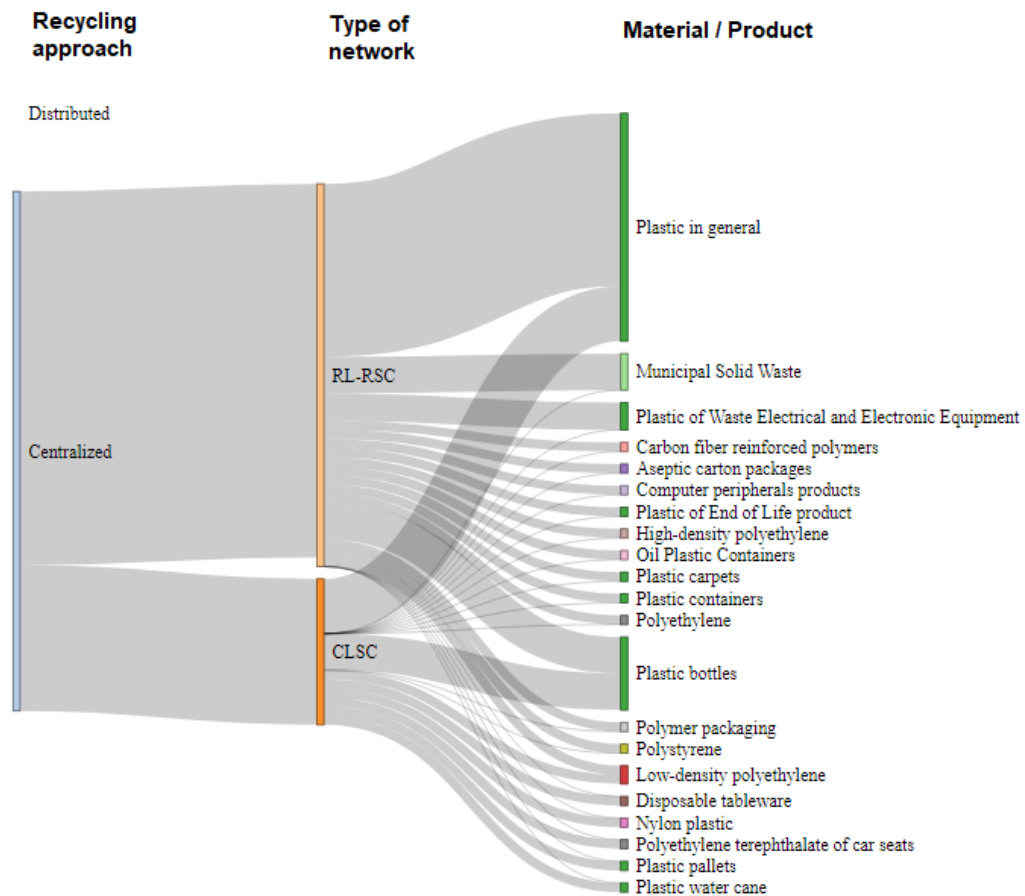 Recycling
approach
Type of
network
Material / Product
Distributed
Centralized
RL-RSC
CLSC
Plastic in general
Municipal Solid Waste
Plastic of Waste Electrical and Electronic Equipment
Carbon fiber reinforced polymers
Aseptic carton packages
Computer peripherals products
Plastic of End of Life product
High-density polyethylene
Oil Plastic Containers
Plastic carpets
Plastic containers
Polyethylene
Plastic bottles
Polymer packaging
Polystyrene
Low-density polyethylene
Disposable tableware
Nylon plastic
Polyethylene terephthalate of car seats
Plastic pallets
Plastic water cane